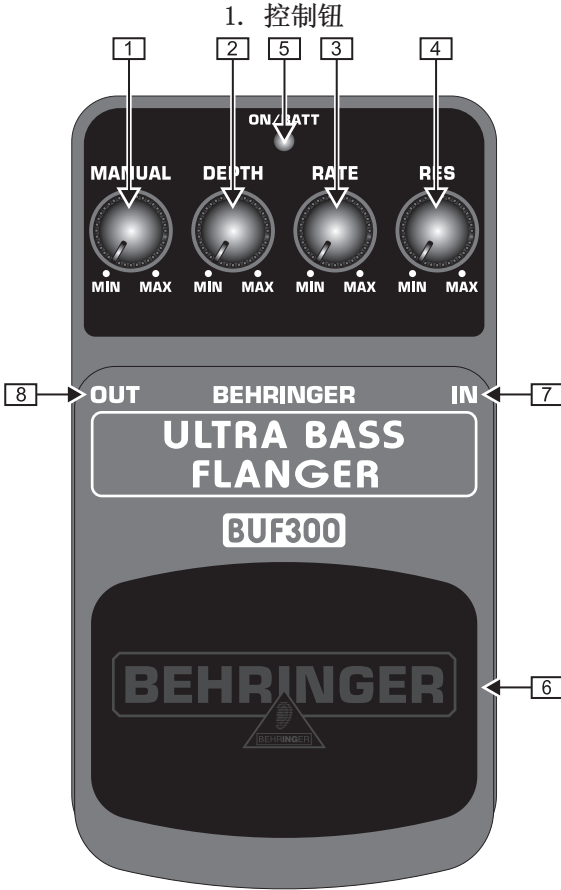 1. 控制钮
1 2 5 3 4
ON/BATT
MANUAL DEPTH RATE RES
MIN MAX MIN MAX MIN MAX MIN MAX
8 OUT BEHRINGER IN 7
ULTRA BASS
FLANGER
BUF300
BEHRINGER
6
BEHRINGER